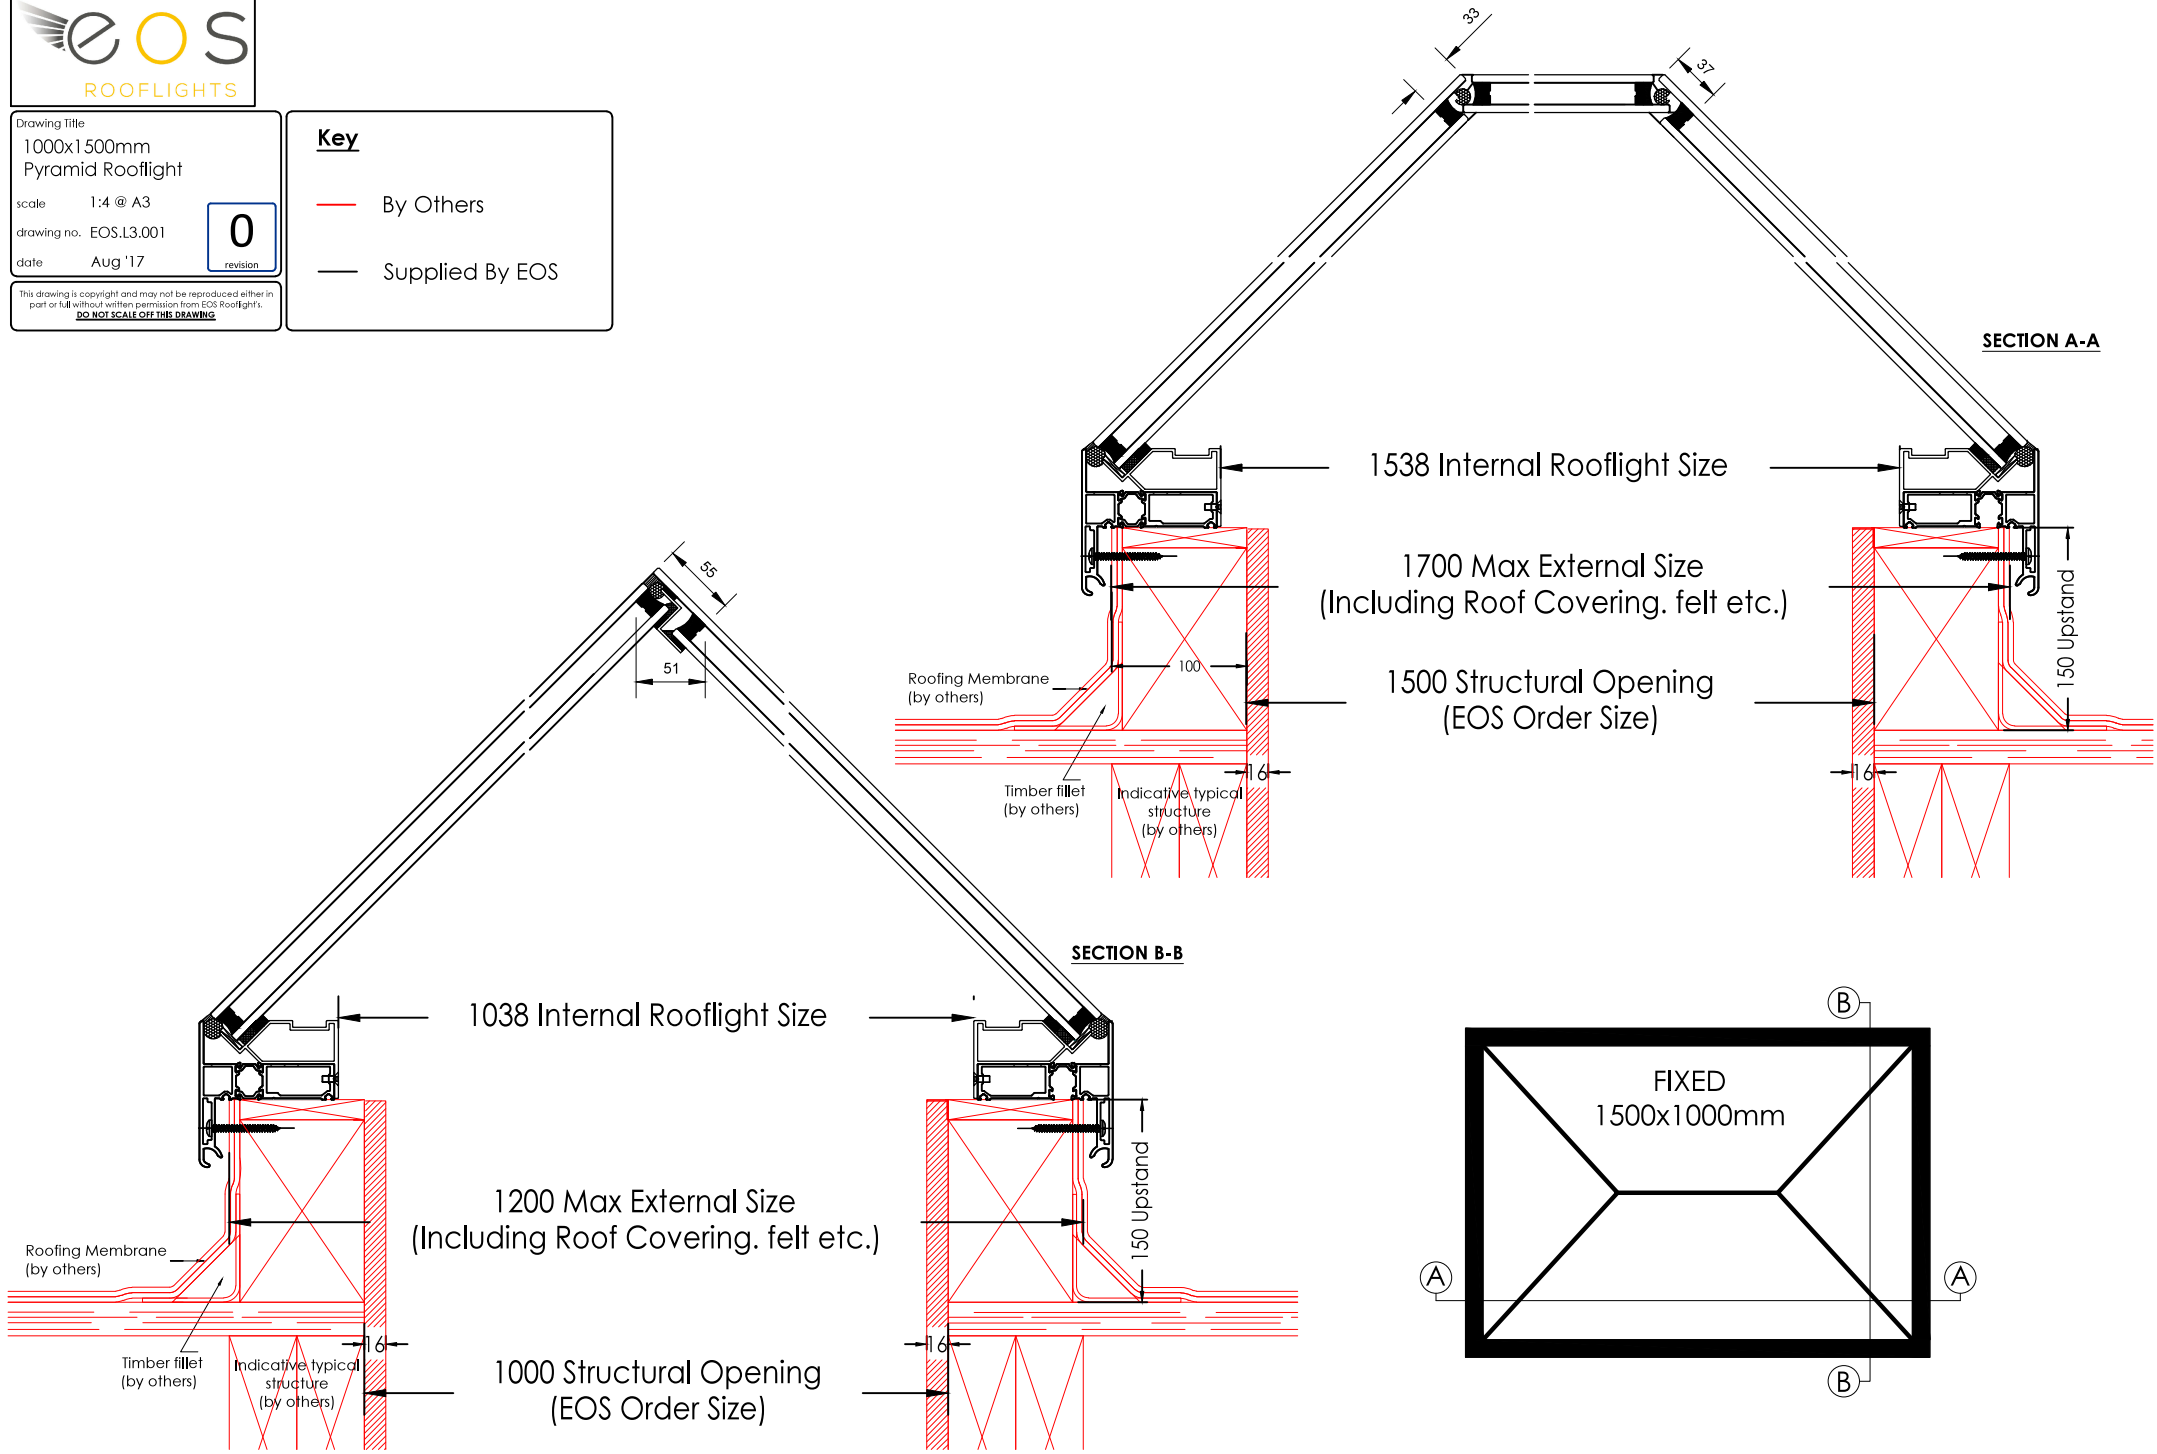 eos
ROOFLIGHTS
Drawing Title
1000x1500mm
Pyramid Rooflight
scale 1:4 @ A3
drawing no. EOS.L3.001
date Aug '17
0
revision
This drawing is copyright and may not be reproduced either in
part or full without written permission from EOS Rooflight's.
DO NOT SCALE OFF THIS DRAWING
Key
By Others
Supplied By EOS
33
37
SECTION A-A
1538 Internal Rooflight Size
1700 Max External Size
(Including Roof Covering. felt etc.)
1500 Structural Opening
(EOS Order Size)
150 Upstand
100
Roofing Membrane
(by others)
Timber fillet
(by others)
Indicative typical
structure
(by others)
16
16
55
51
SECTION B-B
1038 Internal Rooflight Size
1200 Max External Size
(Including Roof Covering. felt etc.)
150 Upstand
Roofing Membrane
(by others)
Timber fillet
(by others)
Indicative typical
structure
(by others)
16
16
1000 Structural Opening
(EOS Order Size)
B
FIXED
1500x1000mm
A
A
B